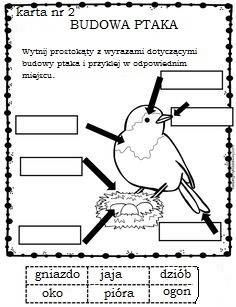 karta nr 2
BUDOWA PTAKA
Wytnij prostokąty z wyrazami dotyczącymi
budowy ptaka i przyklej w odpowiednim
miejscu.
gniazdo jaja dziób
oko pióra ogon